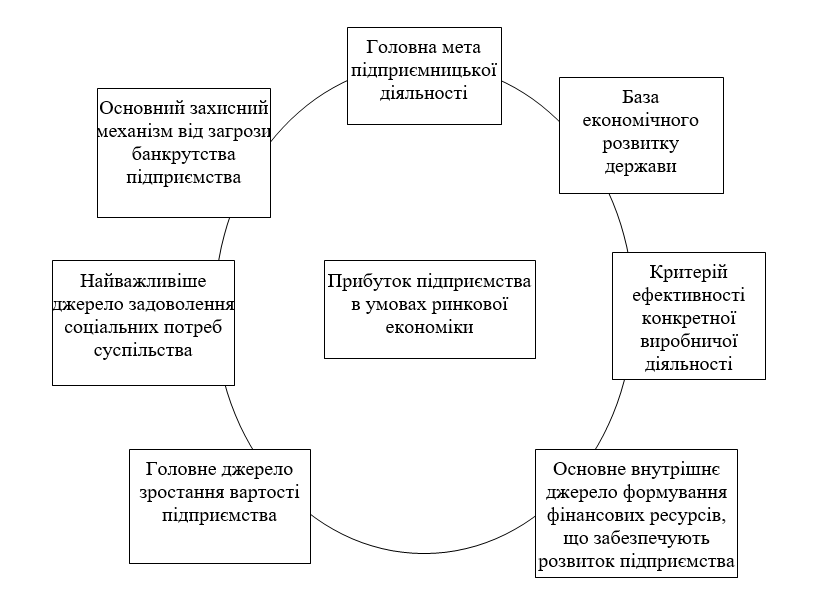 Головна мета
підприємницької
діяльності
База
економічного
розвитку
держави
Критерій
ефективності
конкретної
виробничої
діяльності
Основне внутрішнє
джерело формування
фінансових ресурсів,
що забезпечують
розвиток підприємства
Головне джерело
зростання вартості
підприємства
Найважливіше
джерело задоволення
соціальних потреб
суспільства
Основний захисний
механізм від загрози
банкрутства
підприємства
Прибуток підприємства
в умовах ринкової
економіки